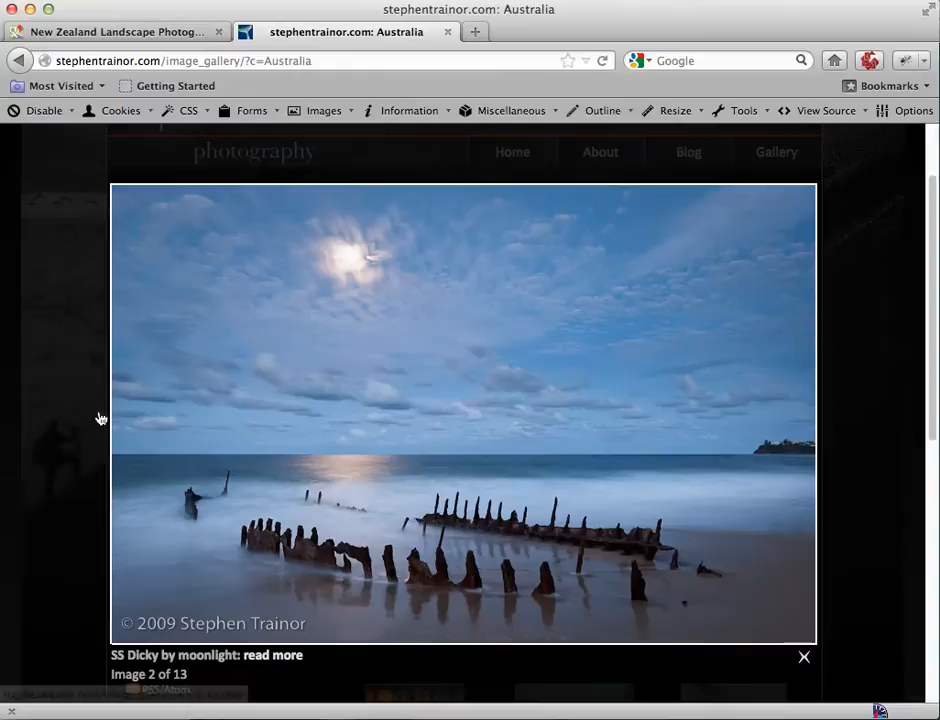 stephentrainor.com: Australia
New Zealand Landscape Photog...
stephentrainor.com: Australia
stephentrainor.com/image_gallery/?c=Australia
Google
Most Visited
Getting Started
Bookmarks
Disable
Cookies
CSS
Forms
Images
Information
Miscellaneous
Outline
Resize
Tools
View Source
Options
photography
Home
About
Blog
Gallery
© 2009 Stephen Trainor
SS Dicky by moonlight: read more
Image 2 of 13
RSS/Atom